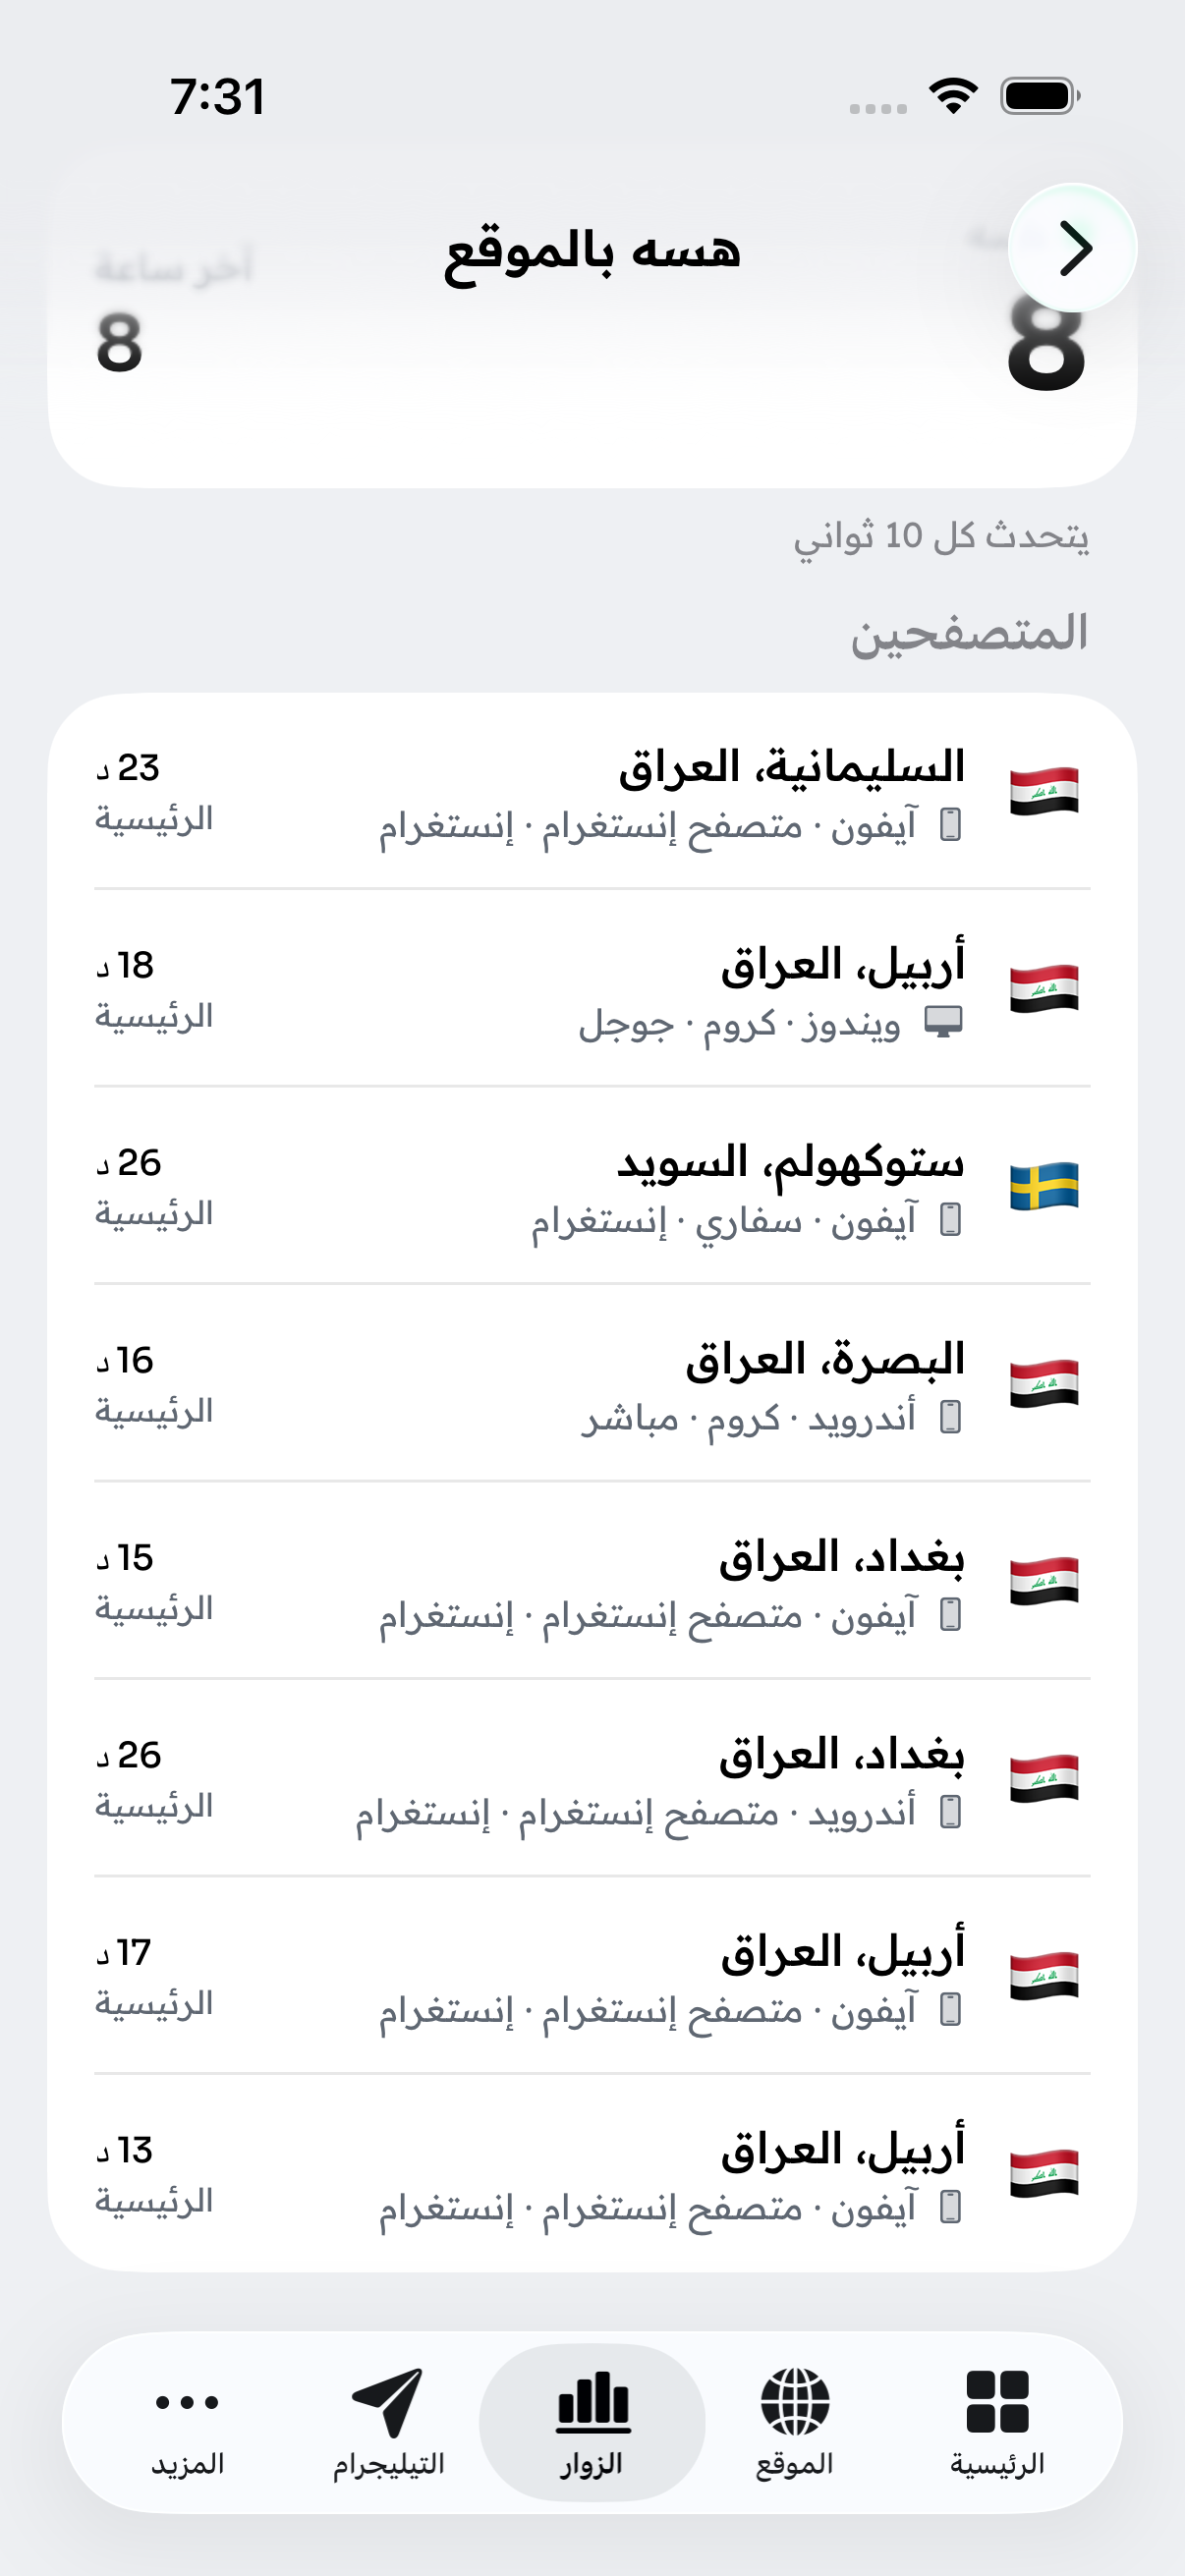 7:31
هسه بالموقع
آخر ساعة
8
8
يتحدث كل 10 ثواني
المتصفحين
السليمانية، العراق
23 د
آيفون · متصفح إنستغرام · إنستغرام
الرئيسية
أربيل، العراق
18 د
ويندوز · كروم · جوجل
الرئيسية
ستوكهولم، السويد
26 د
آيفون · سفاري · إنستغرام
الرئيسية
البصرة، العراق
16 د
أندرويد · كروم · مباشر
الرئيسية
بغداد، العراق
15 د
آيفون · متصفح إنستغرام · إنستغرام
الرئيسية
بغداد، العراق
26 د
أندرويد · متصفح إنستغرام · إنستغرام
الرئيسية
أربيل، العراق
17 د
آيفون · متصفح إنستغرام · إنستغرام
الرئيسية
أربيل، العراق
13 د
آيفون · متصفح إنستغرام · إنستغرام
الرئيسية
الرئيسية
الموقع
الزوار
التيليجرام
المزيد